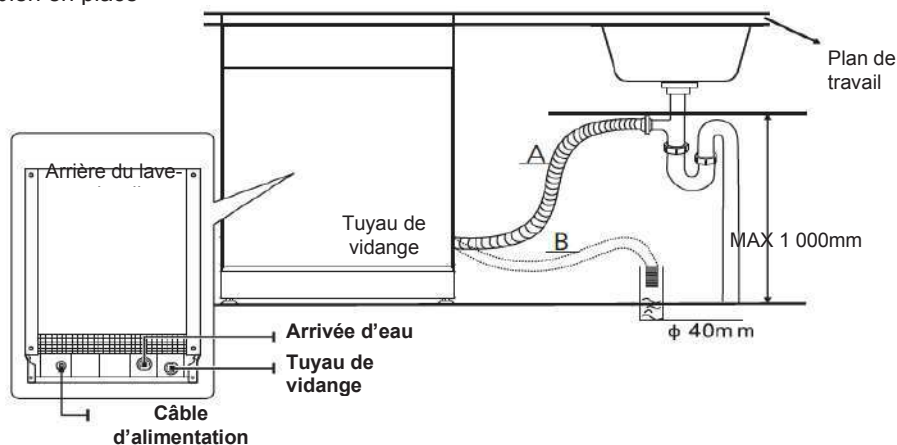 Plan de
travail
Arrière du lave-
A
Tuyau de
vidange
B
MAX 1 000mm
ϕ 40mm
Arrivée d'eau
Tuyau de
vidange
Câble
d'alimentation